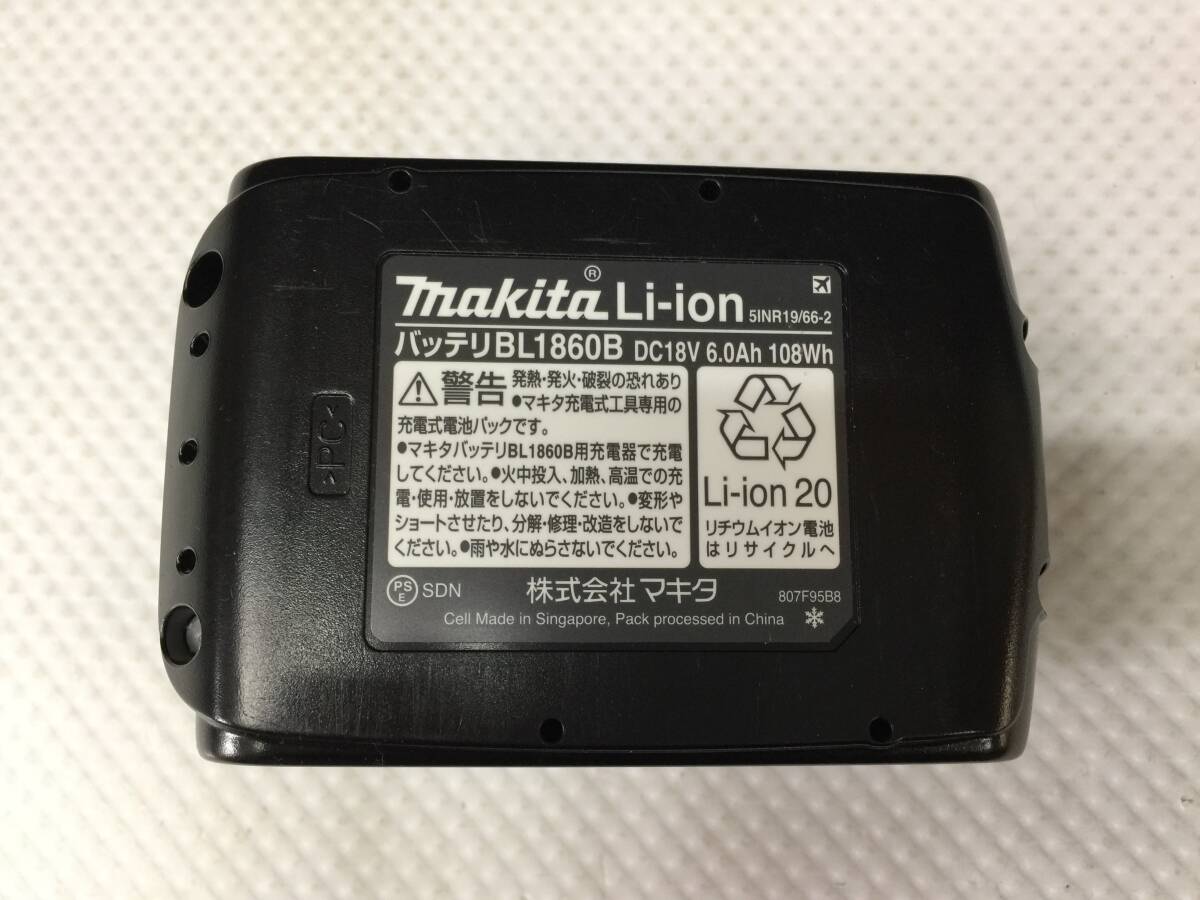 makita® Li-ion 5INR19/66-2
バッテリBL1860B DC18V 6.0Ah 108Wh
警告 発熱・発火・破裂の恐れあり
●マキタ充電式工具専用の
充電式電池パックです。
●マキタバッテリBL1860B用充電器で充電
してください。●火中投入、加熱、高温での充
電・使用・放置をしないでください。●変形や
ショートさせたり、分解・修理・改造をしないで
ください。●雨や水にぬらさないでください。
Li-ion 20
リチウムイオン電池
はリサイクルへ
PSE SDN 株式会社 マキタ 807F95B8
Cell Made in Singapore, Pack processed in China
>PC<